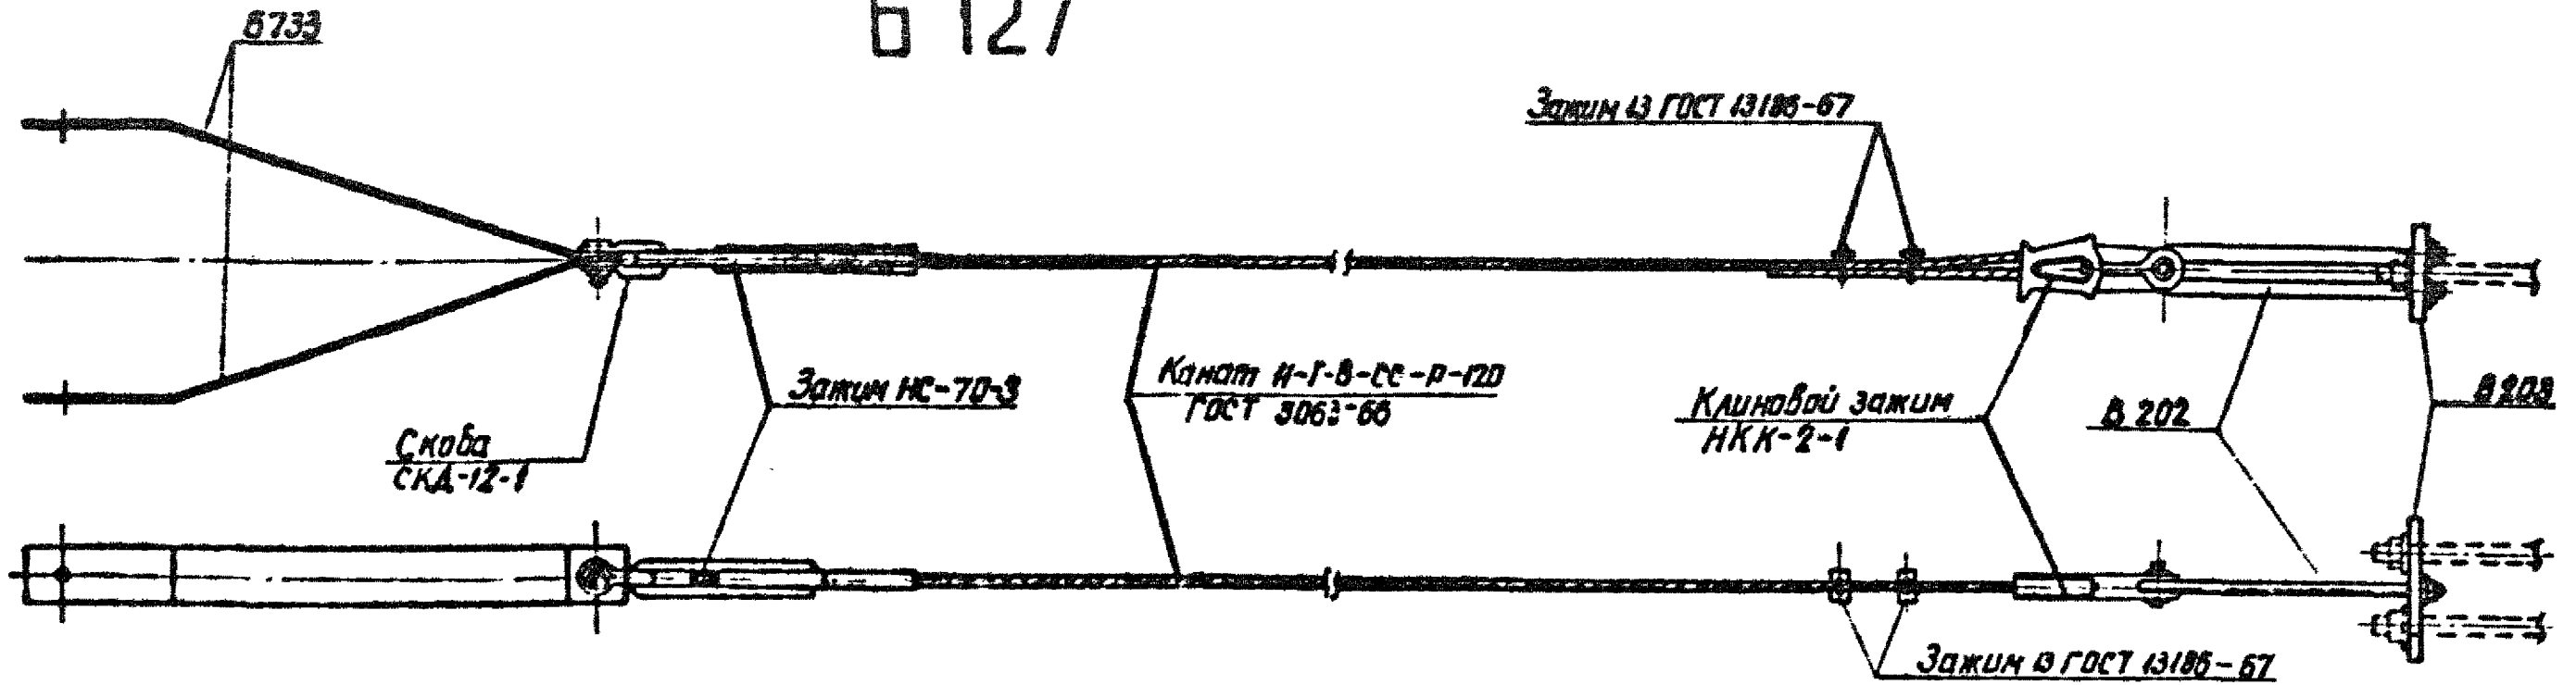 Б 127
Б733
Зажим 13 ГОСТ 13186-67
Зажим НС-70-3
Канат Н-Г-В-СС-Р-120
ГОСТ 3063-66
Скоба
СКД-12-1
Клиновой зажим
НКК-2-1
В 202
В 203
Зажим 13 ГОСТ 13186-67